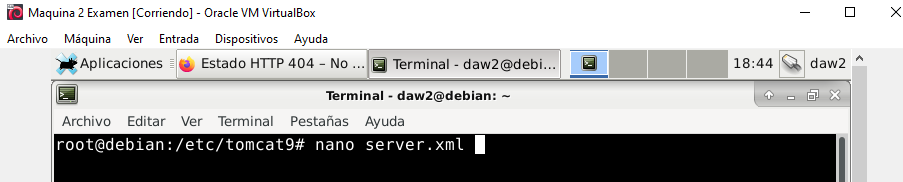 Maquina 2 Examen [Corriendo] - Oracle VM VirtualBox
Archivo Máquina Ver Entrada Dispositivos Ayuda
Aplicaciones Estado HTTP 404 – No ... Terminal - daw2@debi... 18:44 daw2
Terminal - daw2@debian: ~
Archivo Editar Ver Terminal Pestañas Ayuda
root@debian:/etc/tomcat9# nano server.xml